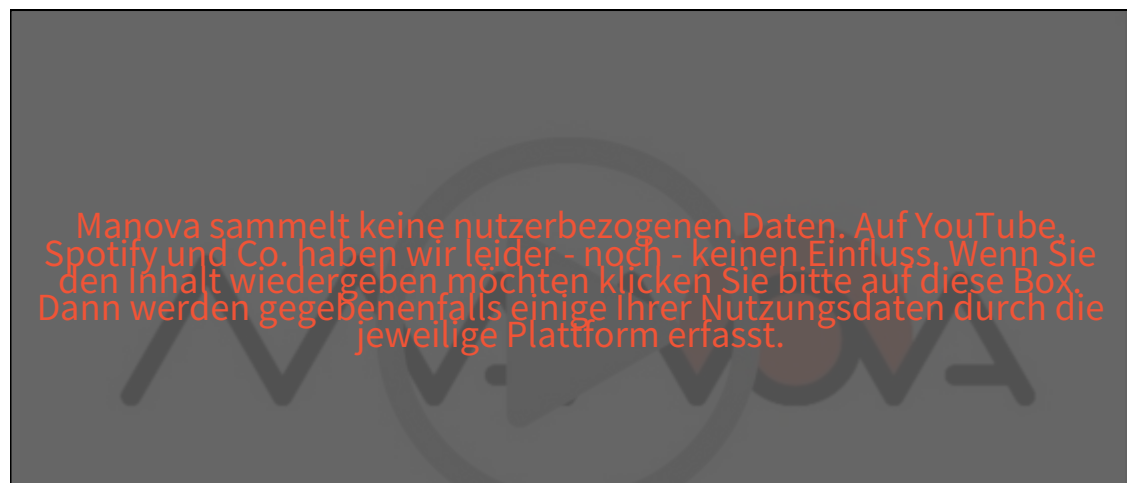 Manova sammelt keine nutzerbezogenen Daten. Auf YouTube,
Spotify und Co. haben wir leider - noch - keinen Einfluss. Wenn Sie
den Inhalt wiedergeben möchten klicken Sie bitte auf diese Box.
Dann werden gegebenenfalls einige Ihrer Nutzungsdaten durch die
jeweilige Plattform erfasst.
MANOVA